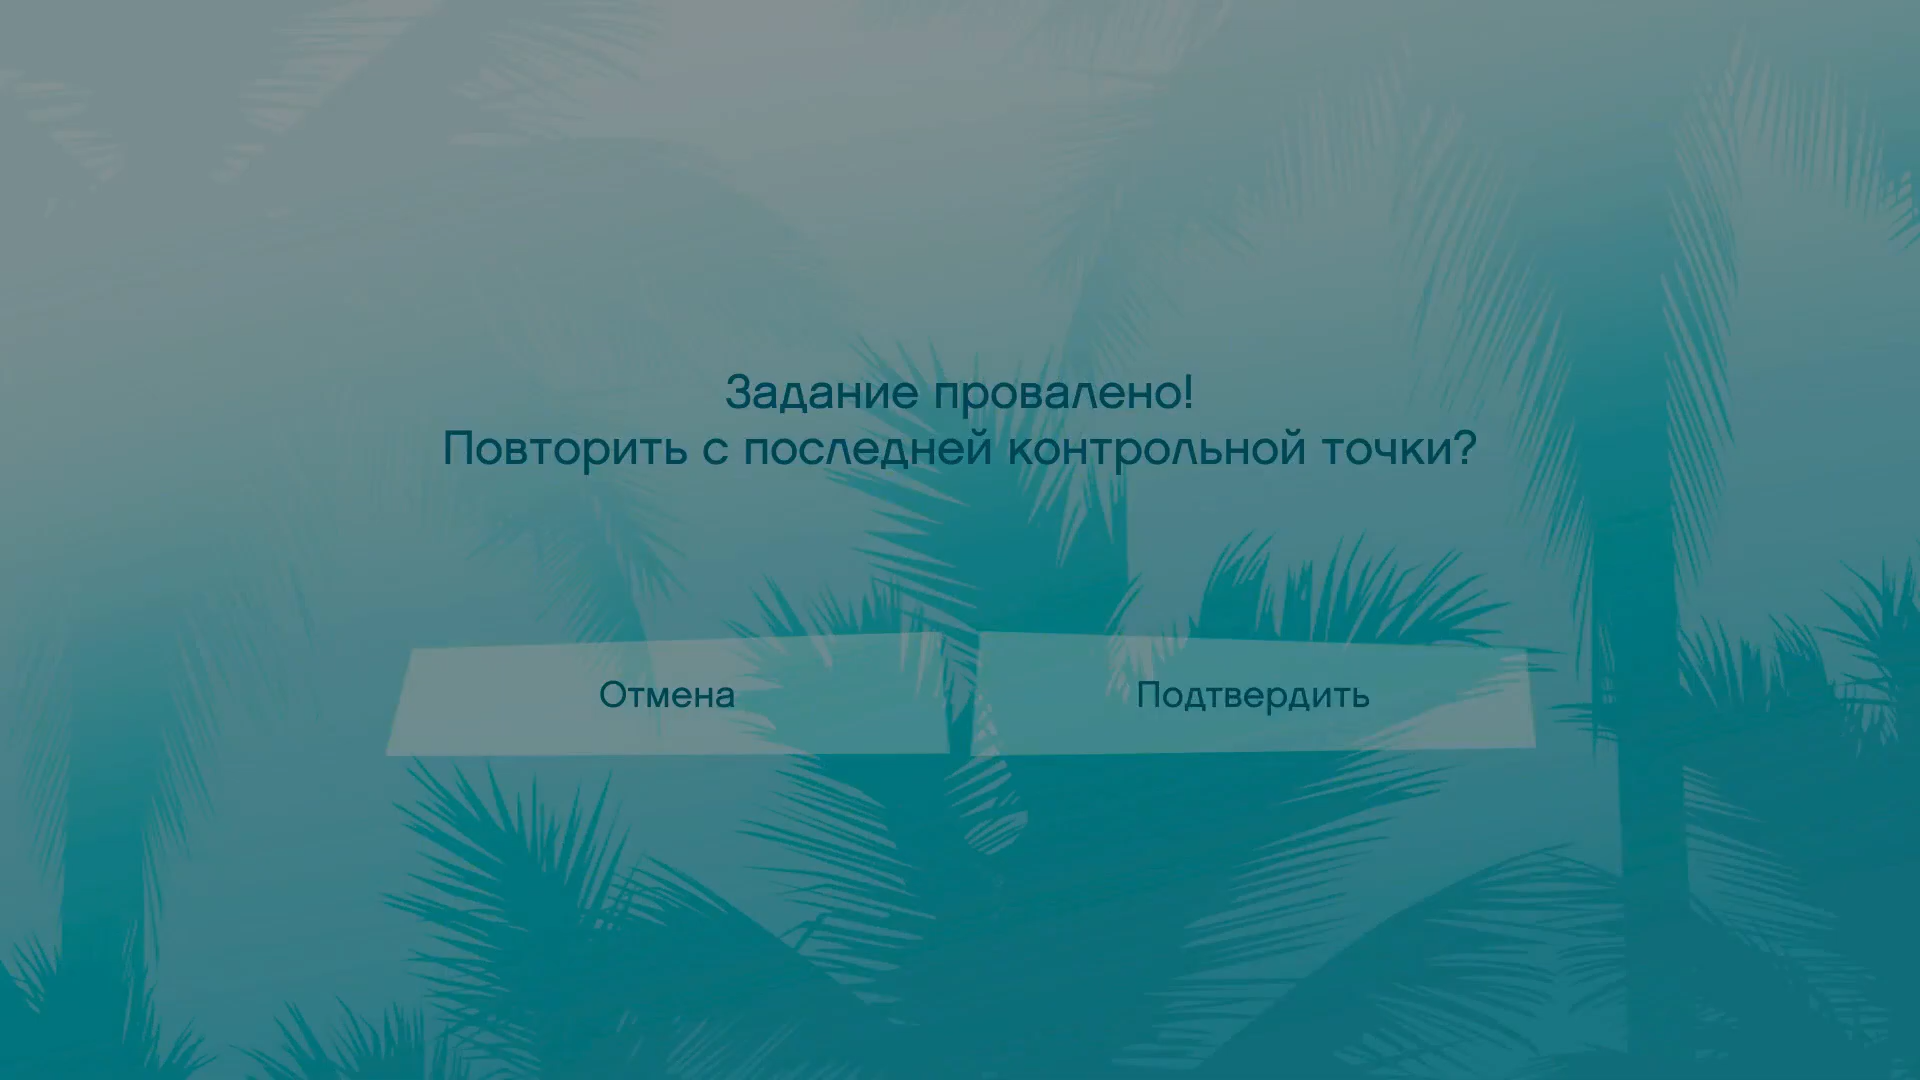 Задание провалено!
Повторить с последней контрольной точки?
Отмена
Подтвердить